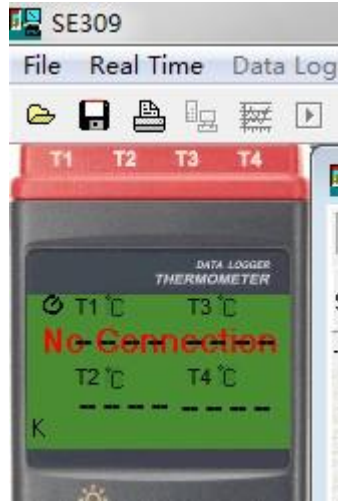 SE309
File Real Time Data Log
T1 T2 T3 T4
DATA LOGGER
THERMOMETER
T1 °C T3 °C
No Connection
---- ----
T2 °C T4 °C
---- ----
K